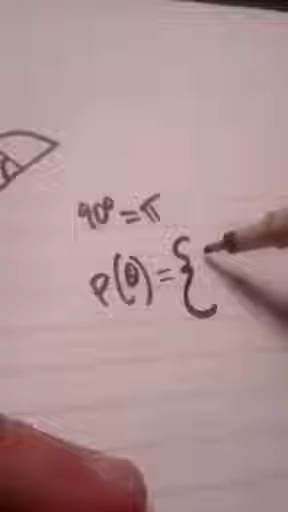 90° = π
P(θ) = {